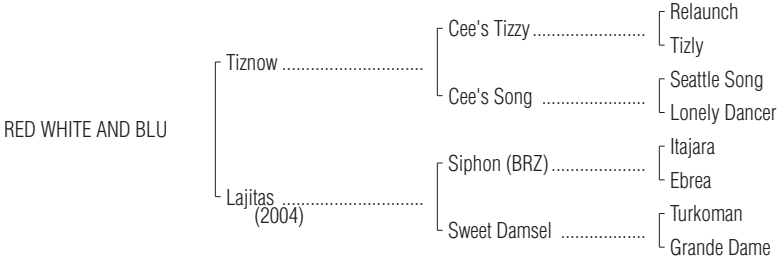 Relaunch
Cee's Tizzy
Tizly
Tiznow
Seattle Song
Cee's Song
Lonely Dancer
RED WHITE AND BLU
Itajara
Siphon (BRZ)
Ebrea
Lajitas
(2004)
Turkoman
Sweet Damsel
Grande Dame